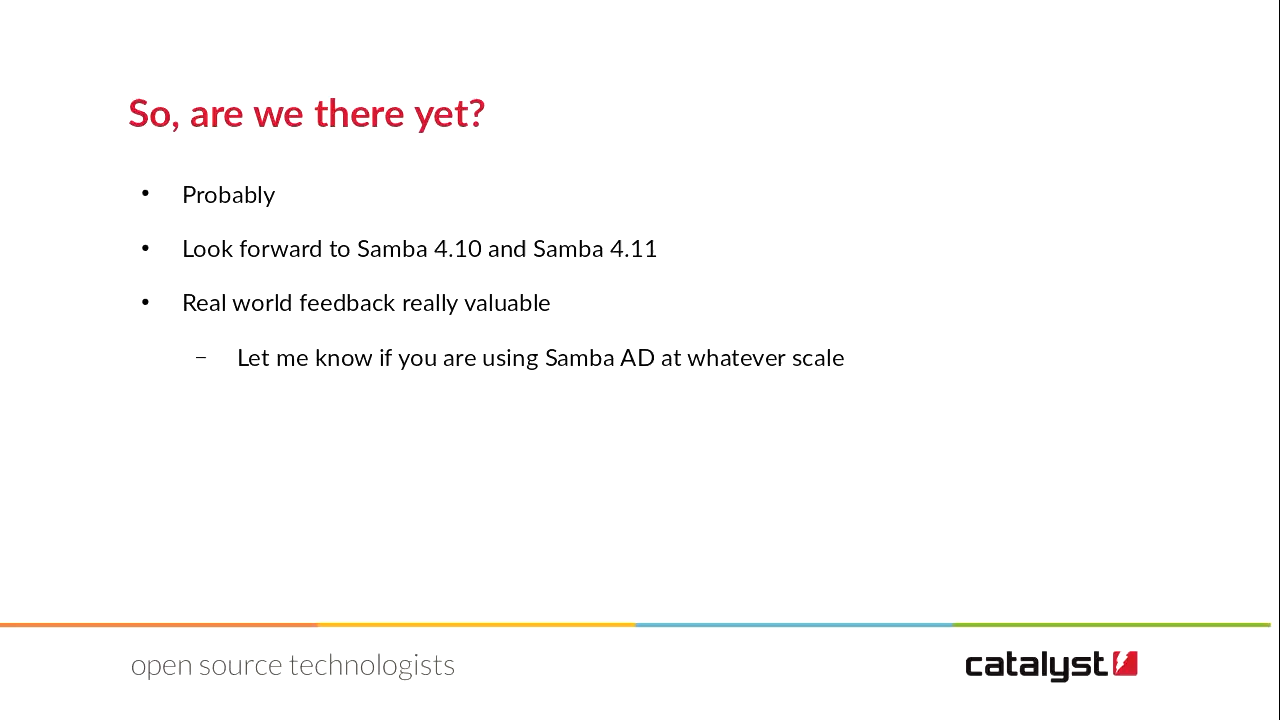 So, are we there yet?
• Probably
• Look forward to Samba 4.10 and Samba 4.11
• Real world feedback really valuable
– Let me know if you are using Samba AD at whatever scale
open source technologists
catalyst